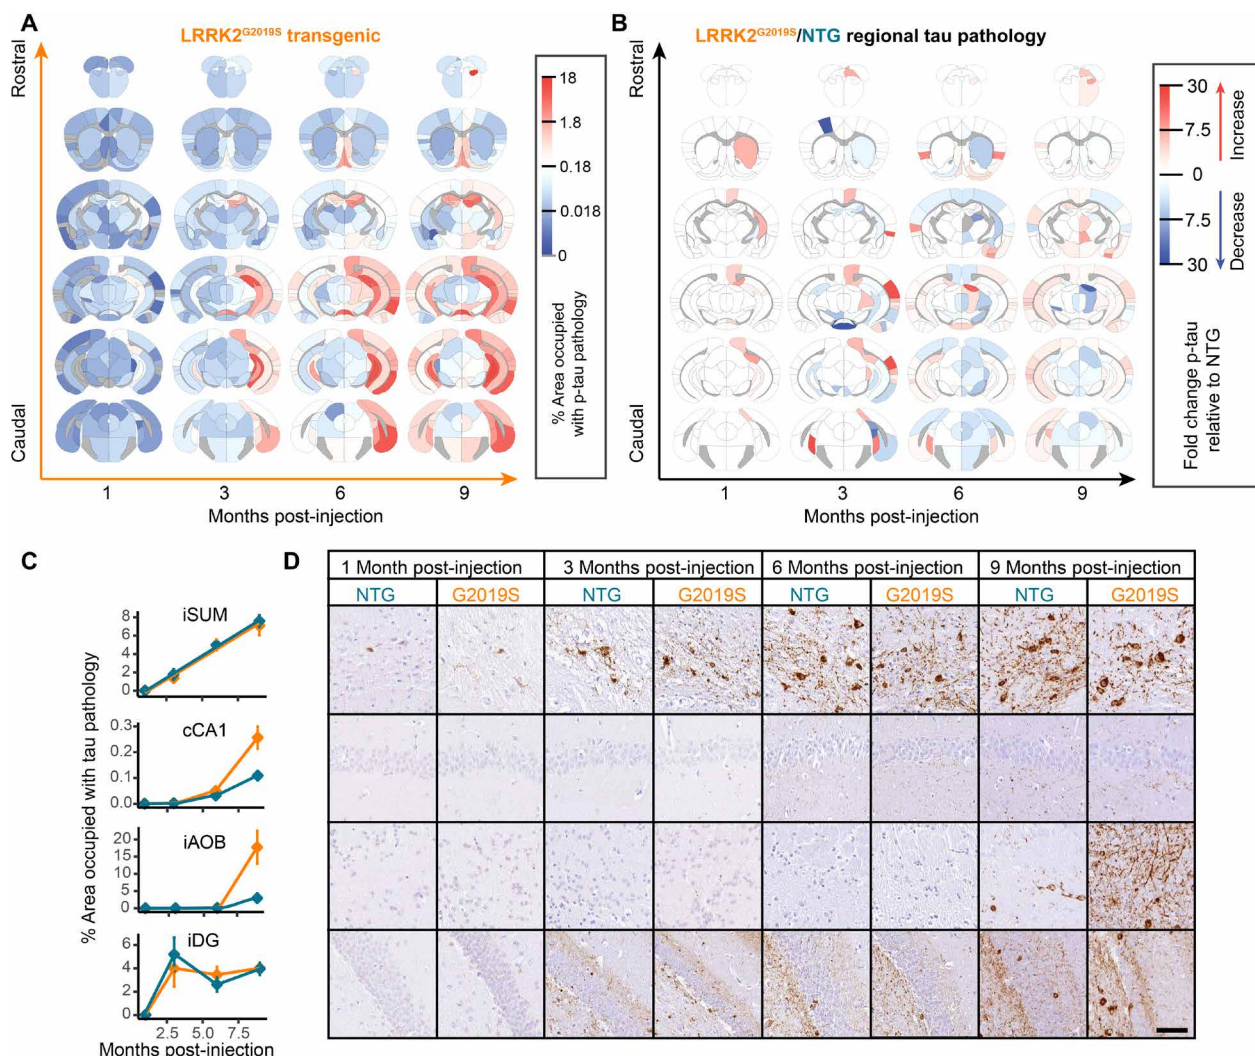 A
LRRK2G2019S transgenic
Rostral
Caudal
1 3 6 9
Months post-injection
18
1.8
0.18
0.018
0
% Area occupied
with p-tau pathology
B
LRRK2G2019S/NTG regional tau pathology
Rostral
Caudal
1 3 6 9
Months post-injection
30
7.5
0
7.5
30
Increase
Decrease
Fold change p-tau
relative to NTG
C
% Area occupied with tau pathology
iSUM
8
6
4
2
0
cCA1
0.3
0.2
0.1
0.0
iAOB
20
15
10
5
0
iDG
6
4
2
0
2.5 5.0 7.5
Months post-injection
D
1 Month post-injection 3 Months post-injection 6 Months post-injection 9 Months post-injection
NTG G2019S NTG G2019S NTG G2019S NTG G2019S